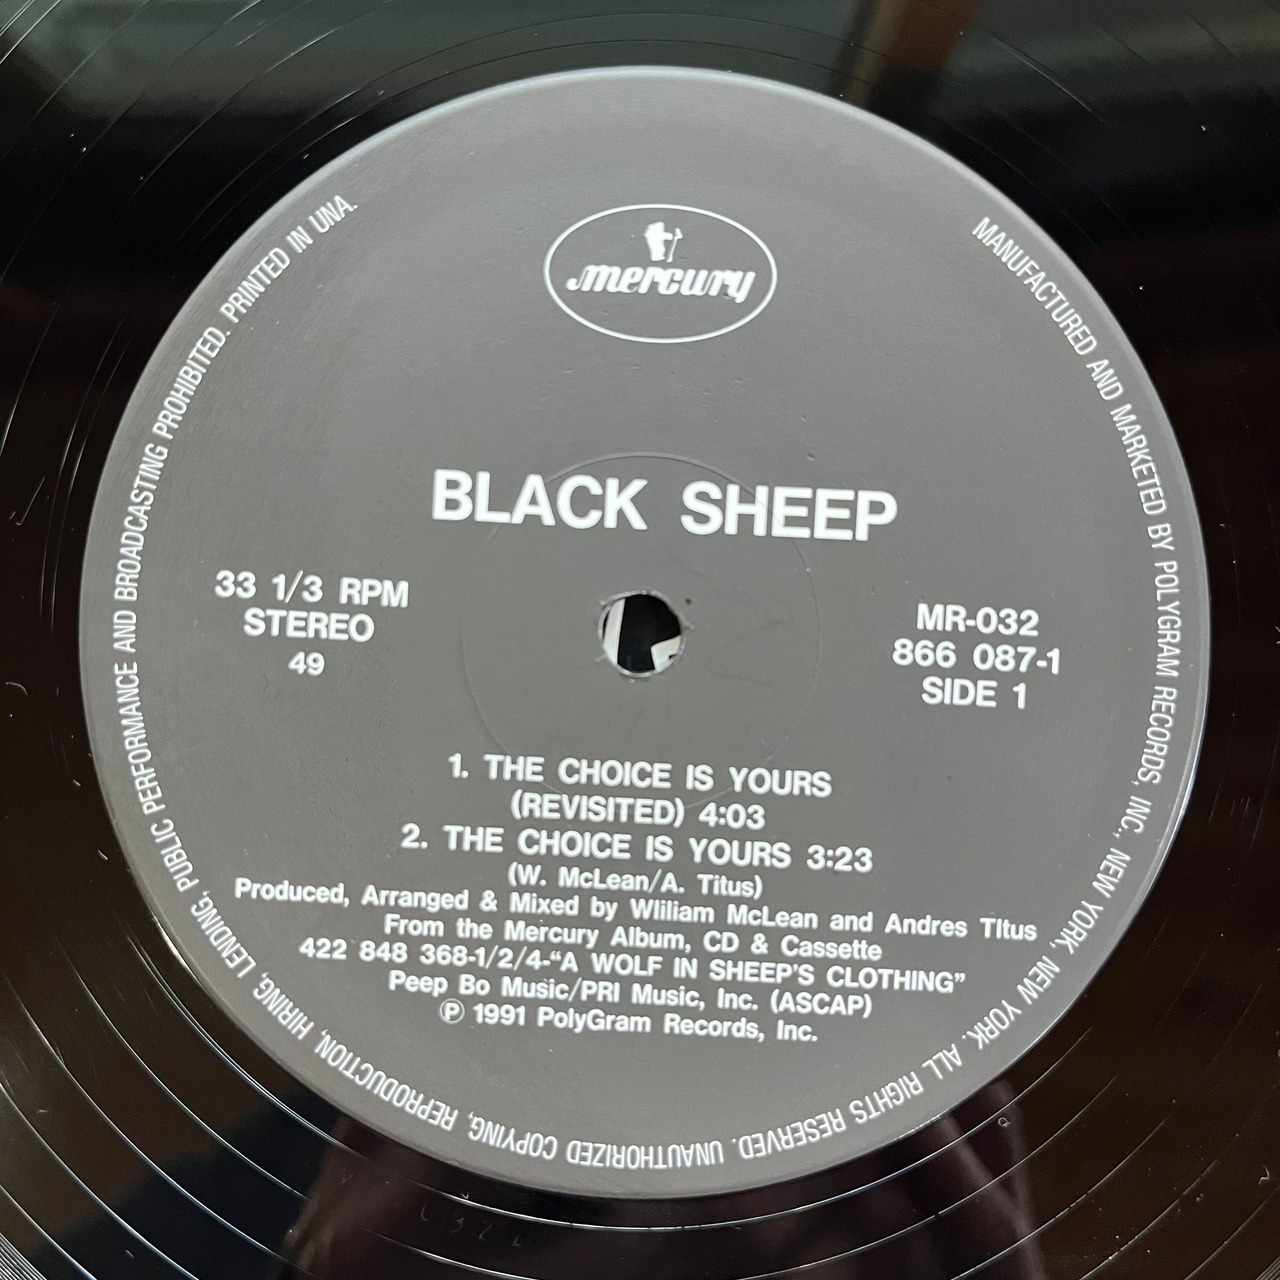 mercury
BLACK SHEEP
33 1/3 RPM
STEREO
49
MR-032
866 087-1
SIDE 1
1. THE CHOICE IS YOURS
(REVISITED) 4:03
2. THE CHOICE IS YOURS 3:23
(W. McLean/A. Titus)
Produced, Arranged & Mixed by Wliliam McLean and Andres TItus
From the Mercury Album, CD & Cassette
422 848 368-1/2/4-“A WOLF IN SHEEP'S CLOTHING”
Peep Bo Music/PRI Music, Inc. (ASCAP)
℗ 1991 PolyGram Records, Inc.
MANUFACTURED AND MARKETED BY POLYGRAM RECORDS, INC., NEW YORK, NEW YORK. ALL RIGHTS RESERVED. UNAUTHORIZED COPYING, REPRODUCTION, HIRING, LENDING, PUBLIC PERFORMANCE AND BROADCASTING PROHIBITED. PRINTED IN UNA.